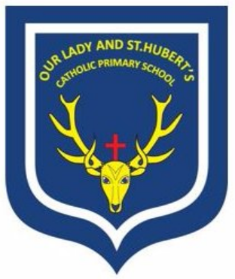 OUR LADY AND ST.HUBERT'S
CATHOLIC PRIMARY SCHOOL